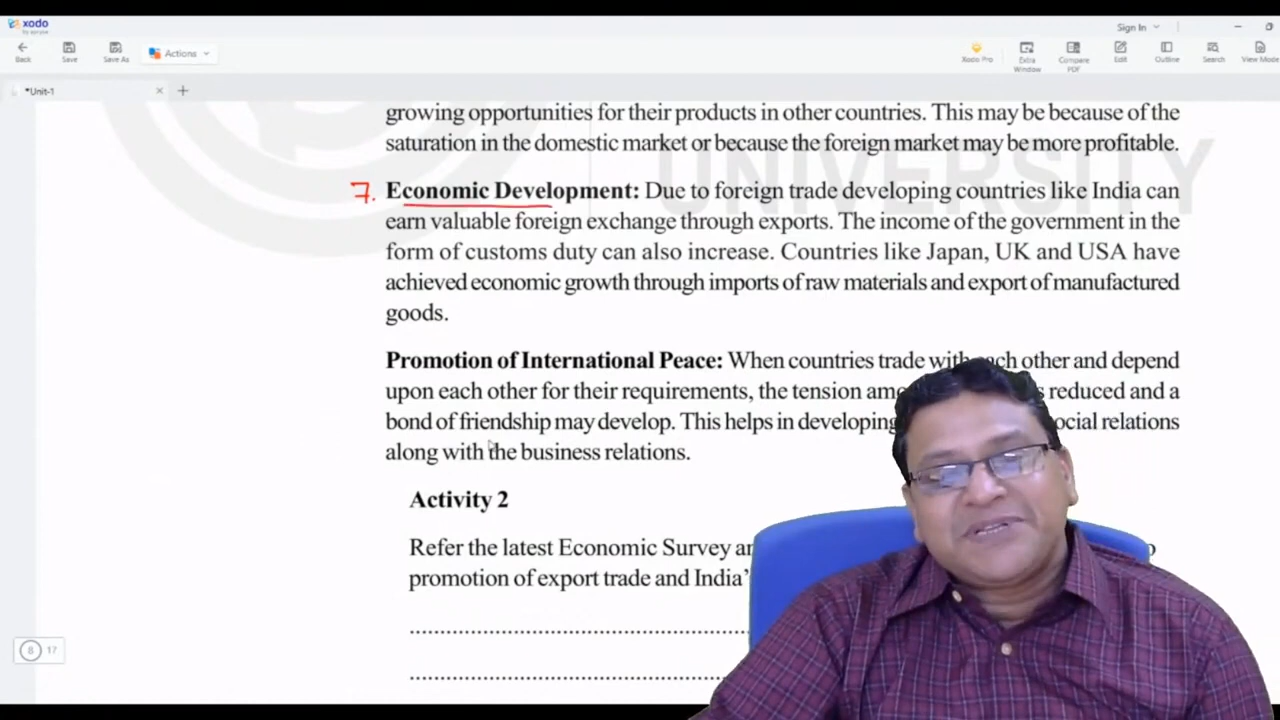 xodo
by apryse
Sign In
Back
Save
Save As
Actions
Xodo Pro
Extra Window
Compare PDF
Edit
Outline
Search
View Mode
*Unit-1
growing opportunities for their products in other countries. This may be because of the
saturation in the domestic market or because the foreign market may be more profitable.
UNIVERSITY
7. Economic Development: Due to foreign trade developing countries like India can
earn valuable foreign exchange through exports. The income of the government in the
form of customs duty can also increase. Countries like Japan, UK and USA have
achieved economic growth through imports of raw materials and export of manufactured
goods.
Promotion of International Peace: When countries trade with each other and depend
upon each other for their requirements, the tension reduced and a
bond of friendship may develop. This helps in developing social relations
along with the business relations.
Activity 2
Refer the latest Economic Survey
promotion of export trade and India'
8 17